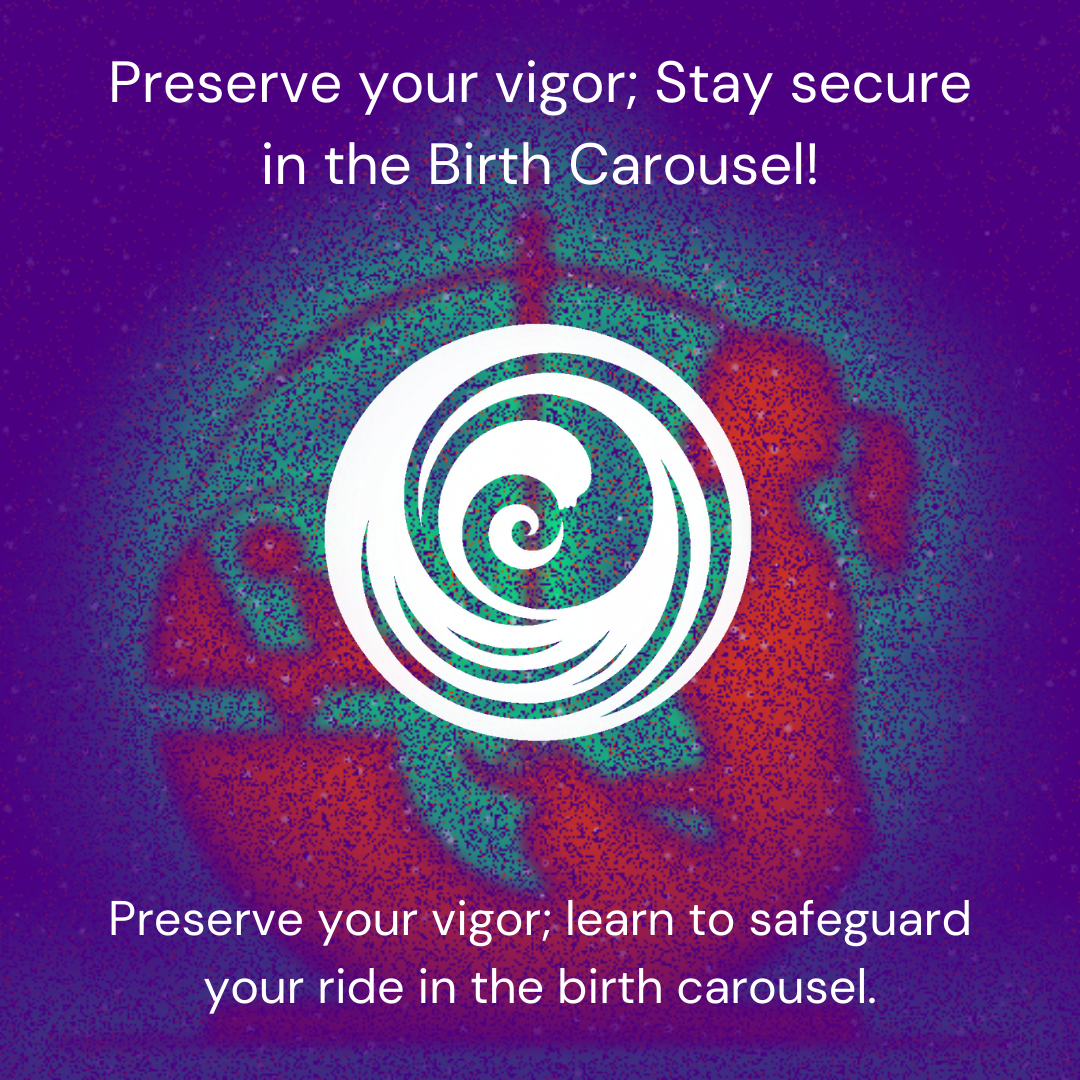 Preserve your vigor; Stay secure
in the Birth Carousel!
Preserve your vigor; learn to safeguard
your ride in the birth carousel.